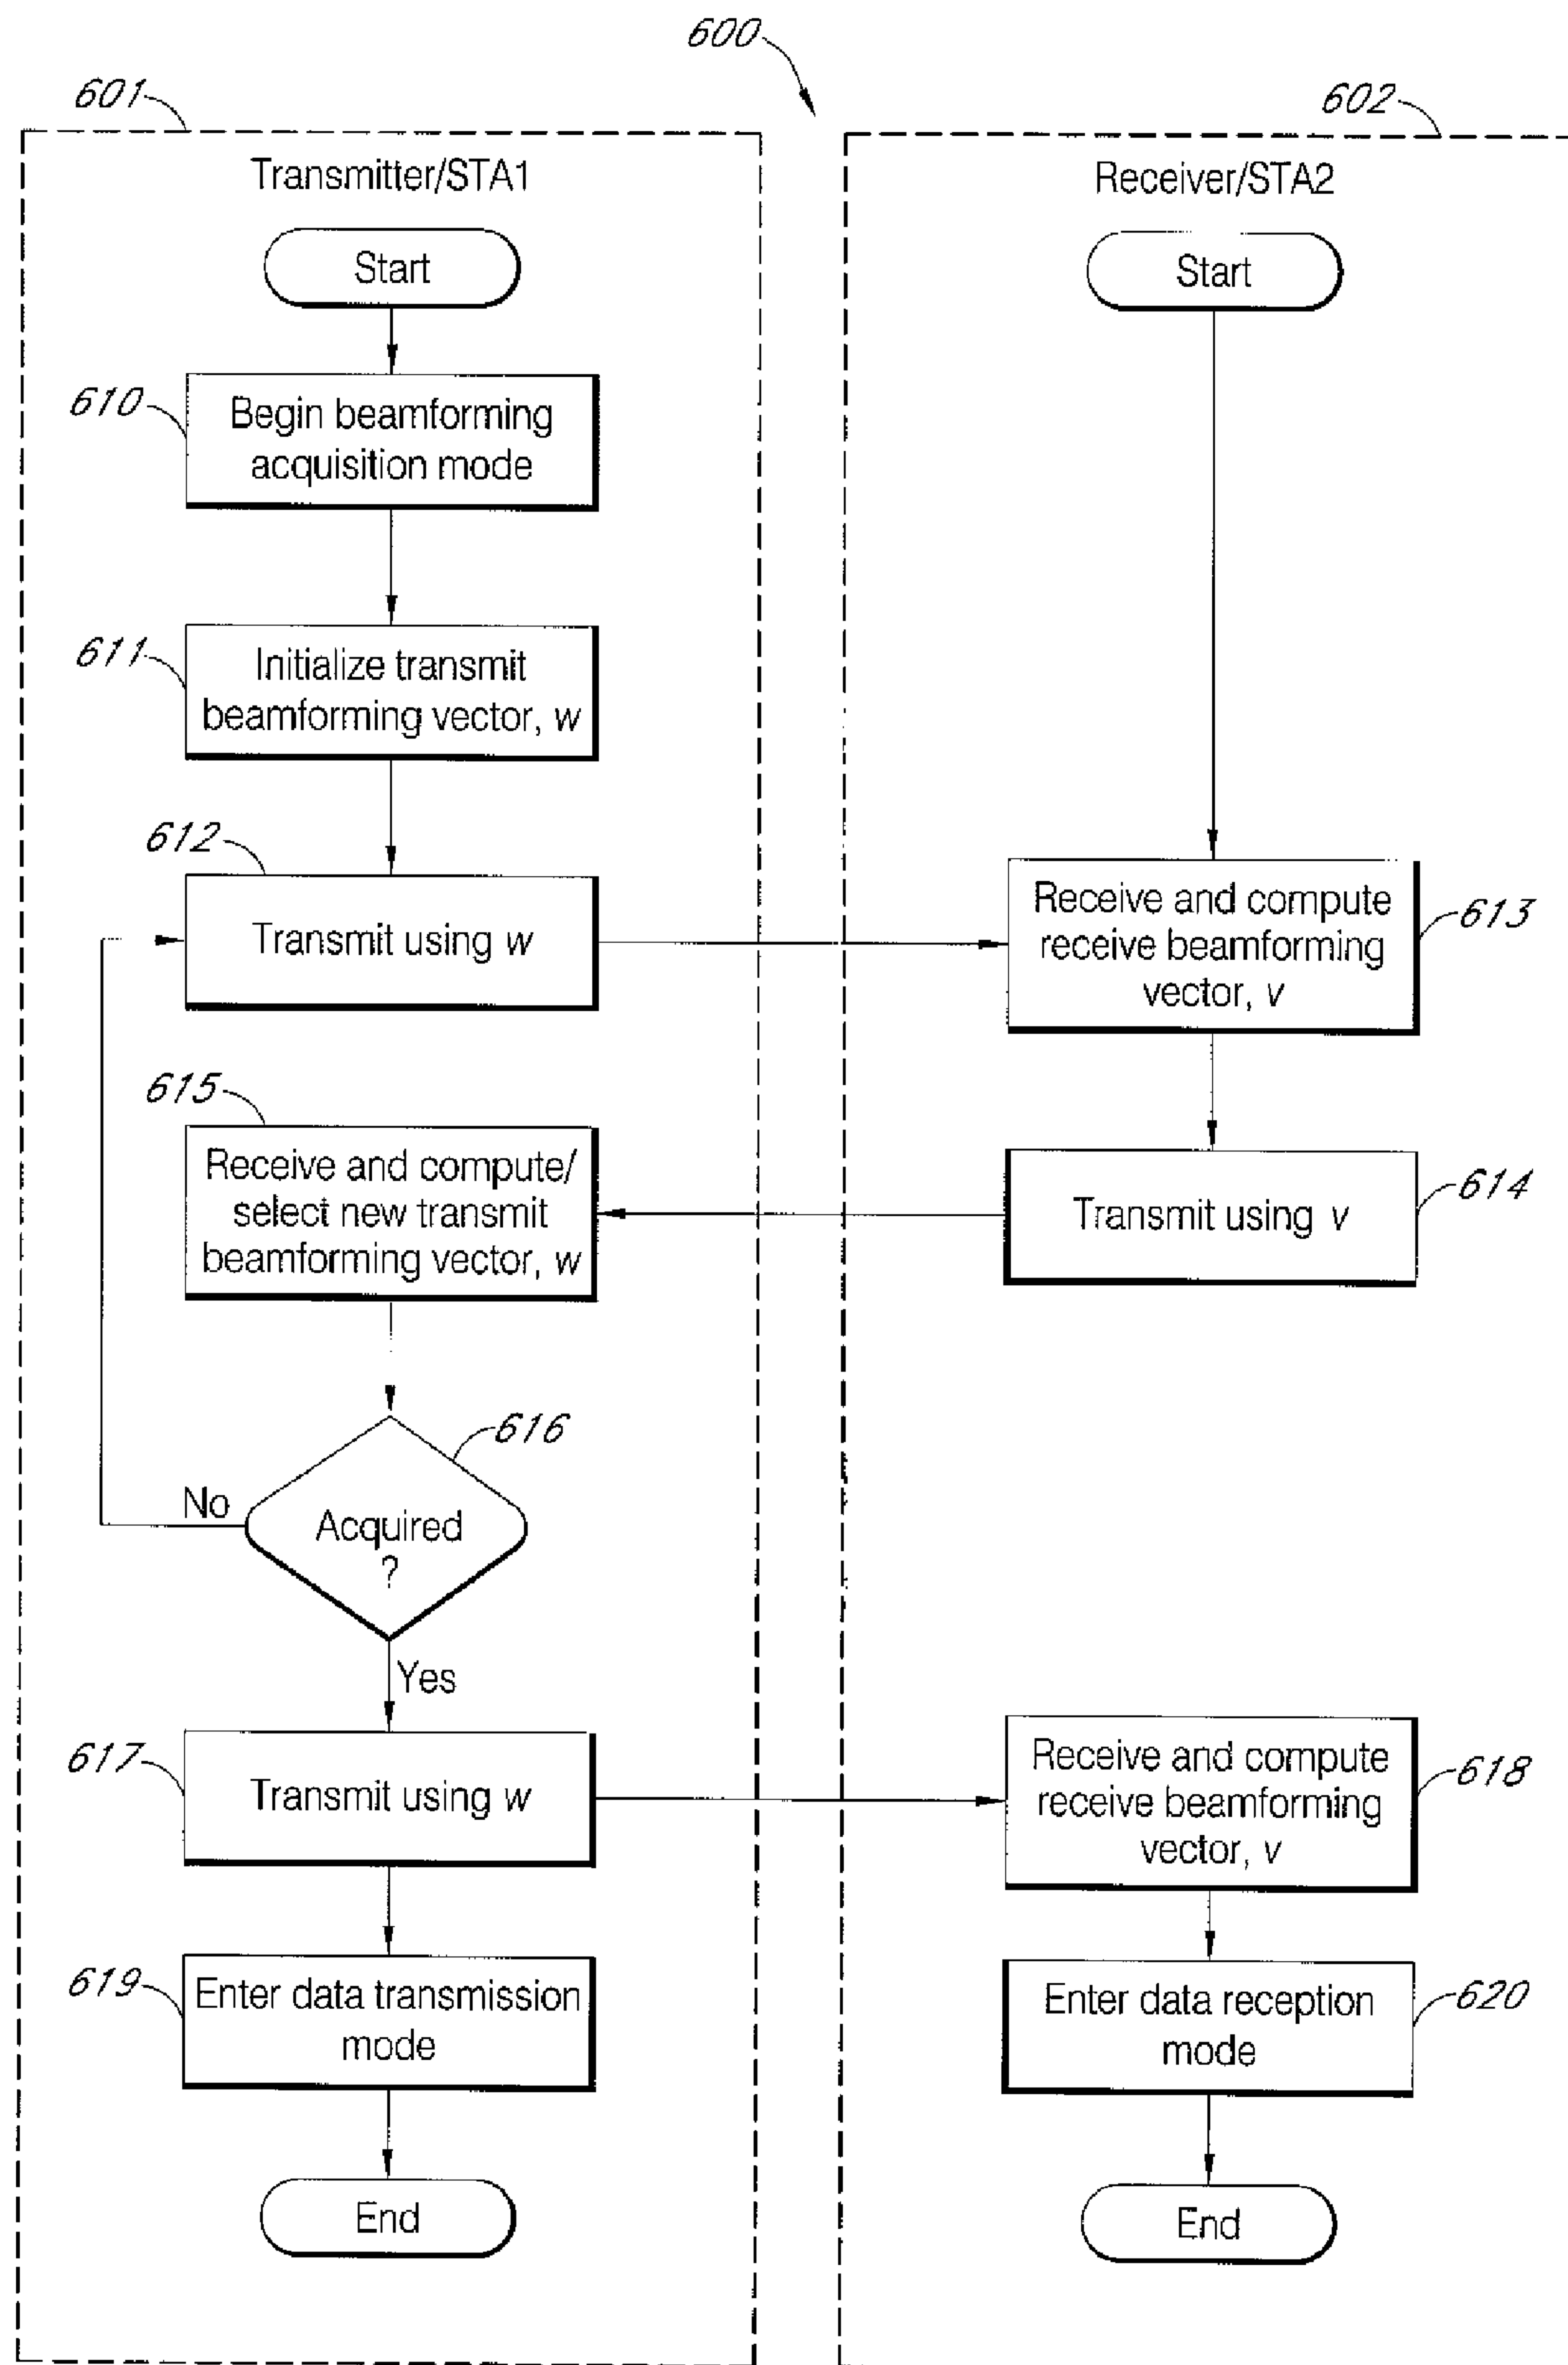 600
601
602
Transmitter/STA1
Receiver/STA2
Start
Start
610
Begin beamforming
acquisition mode
611
Initialize transmit
beamforming vector, w
612
Transmit using w
Receive and compute
receive beamforming
vector, v
613
615
Receive and compute/
select new transmit
beamforming vector, w
Transmit using v
614
616
Acquired
?
No
Yes
617
Transmit using w
Receive and compute
receive beamforming
vector, v
618
619
Enter data transmission
mode
Enter data reception
mode
620
End
End